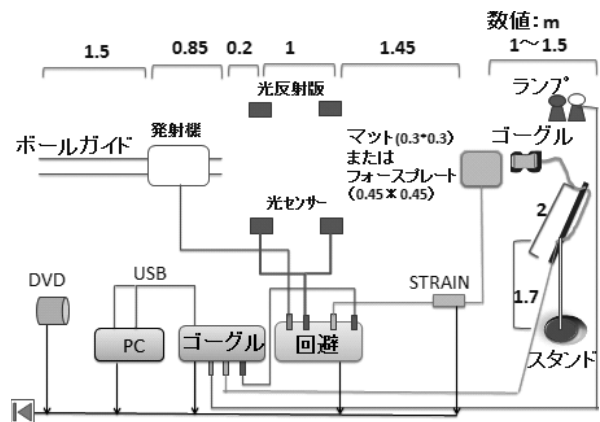 数値：m
1.5
0.85
0.2
1
1.45
1～1.5
ランプ
光反射版
発射機
ボールガイド
マット(0.3*0.3)
または
フォースプレート
（0.45＊0.45）
ゴーグル
光センサー
2
1.7
DVD
USB
STRAIN
PC
ゴーグル
回避
スタンド